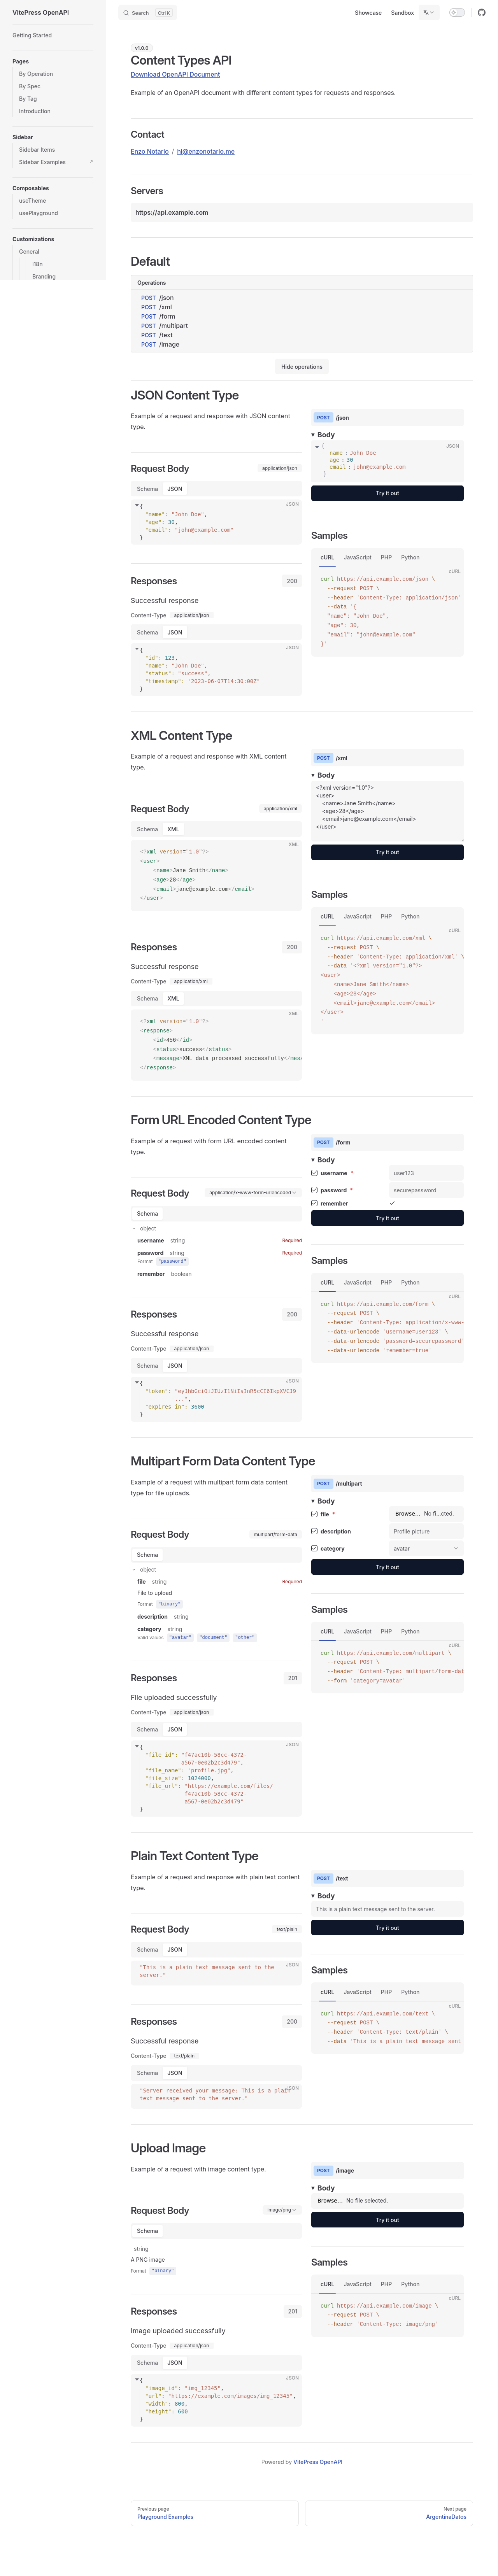 VitePress OpenAPI
Search Ctrl K
Showcase Sandbox
Getting Started
Pages
By Operation
By Spec
By Tag
Introduction
Sidebar
Sidebar Items
Sidebar Examples
Composables
useTheme
usePlayground
Customizations
General
i18n
Branding
v1.0.0
Content Types API
Download OpenAPI Document
Example of an OpenAPI document with different content types for requests and responses.
Contact
Enzo Notario / hi@enzonotario.me
Servers
https://api.example.com
Default
Operations
POST /json
POST /xml
POST /form
POST /multipart
POST /text
POST /image
Hide operations
JSON Content Type
Example of a request and response with JSON content
type.
Request Body application/json
Schema JSON
JSON
{
"name": "John Doe",
"age": 30,
"email": "john@example.com"
}
Responses 200
Successful response
Content-Type application/json
Schema JSON
JSON
{
"id": 123,
"name": "John Doe",
"status": "success",
"timestamp": "2023-06-07T14:30:00Z"
}
POST /json
Body
JSON
{
name : John Doe
age : 30
email : john@example.com
}
Try it out
Samples
cURL JavaScript PHP Python
cURL
curl https://api.example.com/json \
--request POST \
--header 'Content-Type: application/json'
--data '{
"name": "John Doe",
"age": 30,
"email": "john@example.com"
}'
XML Content Type
Example of a request and response with XML content
type.
Request Body application/xml
Schema XML
XML
<?xml version="1.0"?>
<user>
<name>Jane Smith</name>
<age>28</age>
<email>jane@example.com</email>
</user>
Responses 200
Successful response
Content-Type application/xml
Schema XML
XML
<?xml version="1.0"?>
<response>
<id>456</id>
<status>success</status>
<message>XML data processed successfully</mess
</response>
POST /xml
Body
<?xml version="1.0"?>
<user>
<name>Jane Smith</name>
<age>28</age>
<email>jane@example.com</email>
</user>
Try it out
Samples
cURL JavaScript PHP Python
cURL
curl https://api.example.com/xml \
--request POST \
--header 'Content-Type: application/xml' \
--data '<?xml version="1.0"?>
<user>
<name>Jane Smith</name>
<age>28</age>
<email>jane@example.com</email>
</user>'
Form URL Encoded Content Type
Example of a request with form URL encoded content
type.
Request Body application/x-www-form-urlencoded
Schema
object
username string Required
password string Required
Format "password"
remember boolean
Responses 200
Successful response
Content-Type application/json
Schema JSON
JSON
{
"token": "eyJhbGciOiJIUzI1NiIsInR5cCI6IkpXVCJ9
...",
"expires_in": 3600
}
POST /form
Body
username * user123
password * securepassword
remember
Try it out
Samples
cURL JavaScript PHP Python
cURL
curl https://api.example.com/form \
--request POST \
--header 'Content-Type: application/x-www-
--data-urlencode 'username=user123' \
--data-urlencode 'password=securepassword'
--data-urlencode 'remember=true'
Multipart Form Data Content Type
Example of a request with multipart form data content
type for file uploads.
Request Body multipart/form-data
Schema
object
file string Required
File to upload
Format "binary"
description string
category string
Valid values "avatar" "document" "other"
Responses 201
File uploaded successfully
Content-Type application/json
Schema JSON
JSON
{
"file_id": "f47ac10b-58cc-4372-
a567-0e02b2c3d479",
"file_name": "profile.jpg",
"file_size": 1024000,
"file_url": "https://example.com/files/
f47ac10b-58cc-4372-
a567-0e02b2c3d479"
}
POST /multipart
Body
file * Browse... No fi...cted.
description Profile picture
category avatar
Try it out
Samples
cURL JavaScript PHP Python
cURL
curl https://api.example.com/multipart \
--request POST \
--header 'Content-Type: multipart/form-dat
--form 'category=avatar'
Plain Text Content Type
Example of a request and response with plain text content
type.
Request Body text/plain
Schema JSON
JSON
"This is a plain text message sent to the
server."
Responses 200
Successful response
Content-Type text/plain
Schema JSON
JSON
"Server received your message: This is a plain
text message sent to the server."
POST /text
Body
This is a plain text message sent to the server.
Try it out
Samples
cURL JavaScript PHP Python
cURL
curl https://api.example.com/text \
--request POST \
--header 'Content-Type: text/plain' \
--data 'This is a plain text message sent
Upload Image
Example of a request with image content type.
Request Body image/png
Schema
string
A PNG image
Format "binary"
Responses 201
Image uploaded successfully
Content-Type application/json
Schema JSON
JSON
{
"image_id": "img_12345",
"url": "https://example.com/images/img_12345",
"width": 800,
"height": 600
}
POST /image
Body
Browse... No file selected.
Try it out
Samples
cURL JavaScript PHP Python
cURL
curl https://api.example.com/image \
--request POST \
--header 'Content-Type: image/png'
Powered by VitePress OpenAPI
Previous page
Playground Examples
Next page
ArgentinaDatos